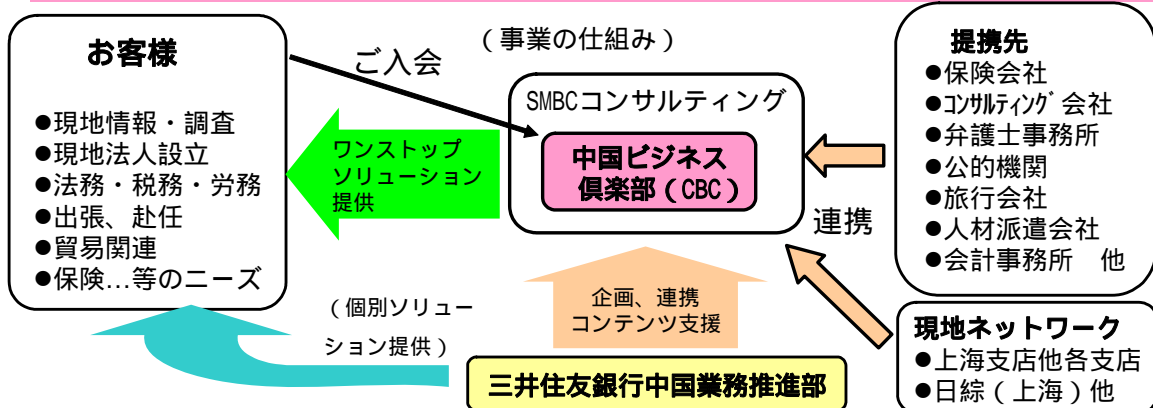 （事業の仕組み）
お客様
●現地情報・調査
●現地法人設立
●法務・税務・労務
●出張、赴任
●貿易関連
●保険…等のニーズ
ご入会
ワンストップ
ソリューション
提供
SMBCコンサルティング
中国ビジネス
倶楽部（CBC）
提携先
●保険会社
●ｺﾝｻﾙﾃｨﾝｸﾞ会社
●弁護士事務所
●公的機関
●旅行会社
●人材派遣会社
●会計事務所　他
連携
企画、連携
コンテンツ支援
（個別ソリュー
ション提供）
三井住友銀行中国業務推進部
現地ネットワーク
●上海支店他各支店
●日綜（上海）他